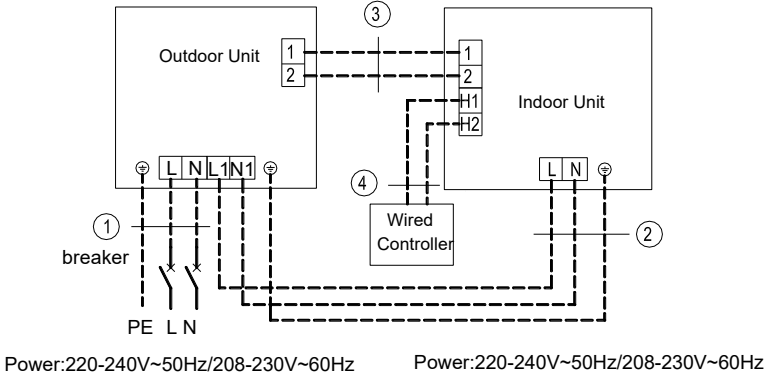 3
Outdoor Unit
1
2
1
2
H1
H2
Indoor Unit
L N L1 N1
L N
4
1
breaker
Wired
Controller
2
PE L N
Power:220-240V~50Hz/208-230V~60Hz
Power:220-240V~50Hz/208-230V~60Hz